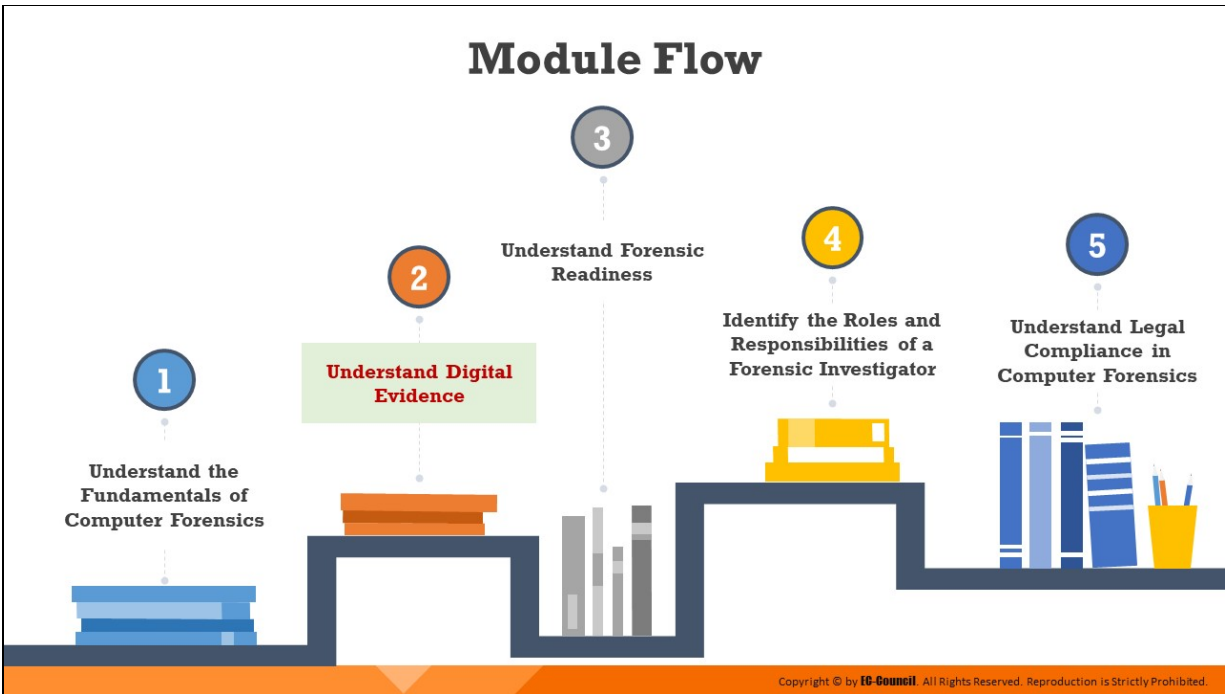 Module Flow
1
Understand the
Fundamentals of
Computer Forensics
2
Understand Digital
Evidence
3
Understand Forensic
Readiness
4
Identify the Roles and
Responsibilities of a
Forensic Investigator
5
Understand Legal
Compliance in
Computer Forensics
Copyright © by EC-Council. All Rights Reserved. Reproduction is Strictly Prohibited.